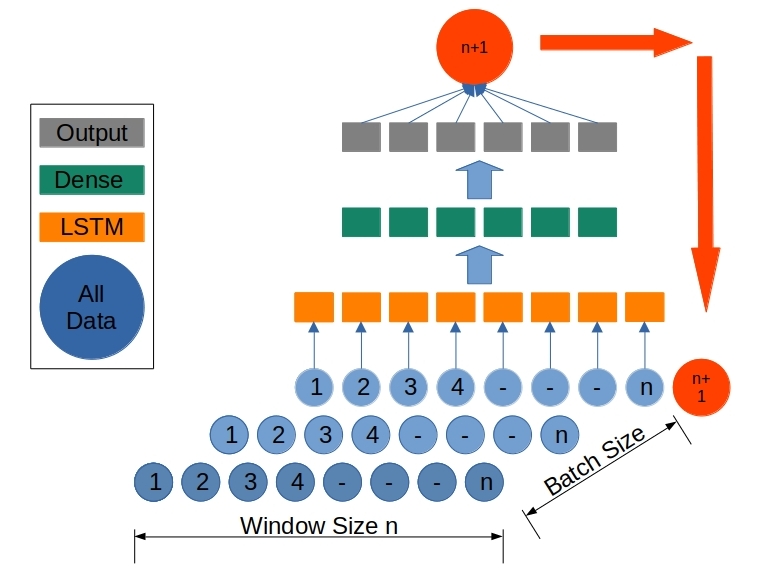 n+1
Output
Dense
LSTM
All
Data
1 2 3 4 - - - n
n+
1
1 2 3 4 - - - n
1 2 3 4 - - - n
Batch Size
Window Size n